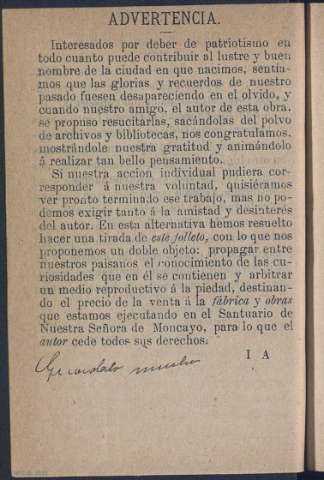 ADVERTENCIA.
Interesados por deber de patriotismo en
todo cuanto puede contribuir al lustre y buen
nombre de la ciudad en que nacimos, sentía-
mos que las glorias y recuerdos de nuestro
pasado fuesen desapareciendo en el olvido, y
cuando nuestro amigo, el autor de esta obra,
se propuso resucitarlas, sacándolas del polvo
de archivos y bibliotecas, nos congratulamos,
mostrándole nuestra gratitud y animándolo
á realizar tan bello pensamiento.
Si nuestra acción individual pudiera cor-
responder á nuestra voluntad, quisiéramos
ver pronto terminado ese trabajo, mas no po-
demos exigir tanto á la amistad y desinterés
del autor. En esta alternativa hemos resuelto
hacer una tirada de este folleto, con lo que nos
proponemos un doble objeto; propagar entre
nuestros paisanos el conocimiento de las cu-
riosidades que en él se contienen y arbitrar
un medio reproductivo á la piedad, destinan-
do el precio de la venta á la fábrica y obras
que estamos ejecutando en el Santuario de
Nuestra Señora de Moncayo, para lo que el
autor cede todos sus derechos.
I A
mucho